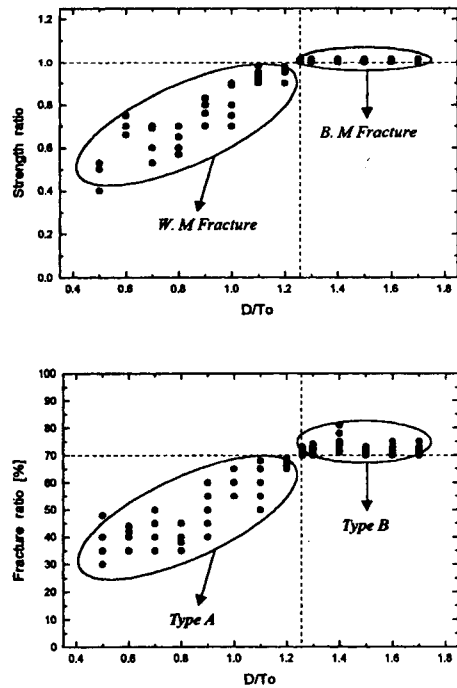 Strength ratio
1.2
1.0
0.8
0.6
0.4
0.2
0.0
B. M Fracture
W. M Fracture
0.4 0.6 0.8 1.0 1.2 1.4 1.6 1.8
D/To
Fracture ratio [%]
100
90
80
70
60
50
40
30
20
10
0
Type B
Type A
0.4 0.6 0.8 1.0 1.2 1.4 1.6 1.8
D/To